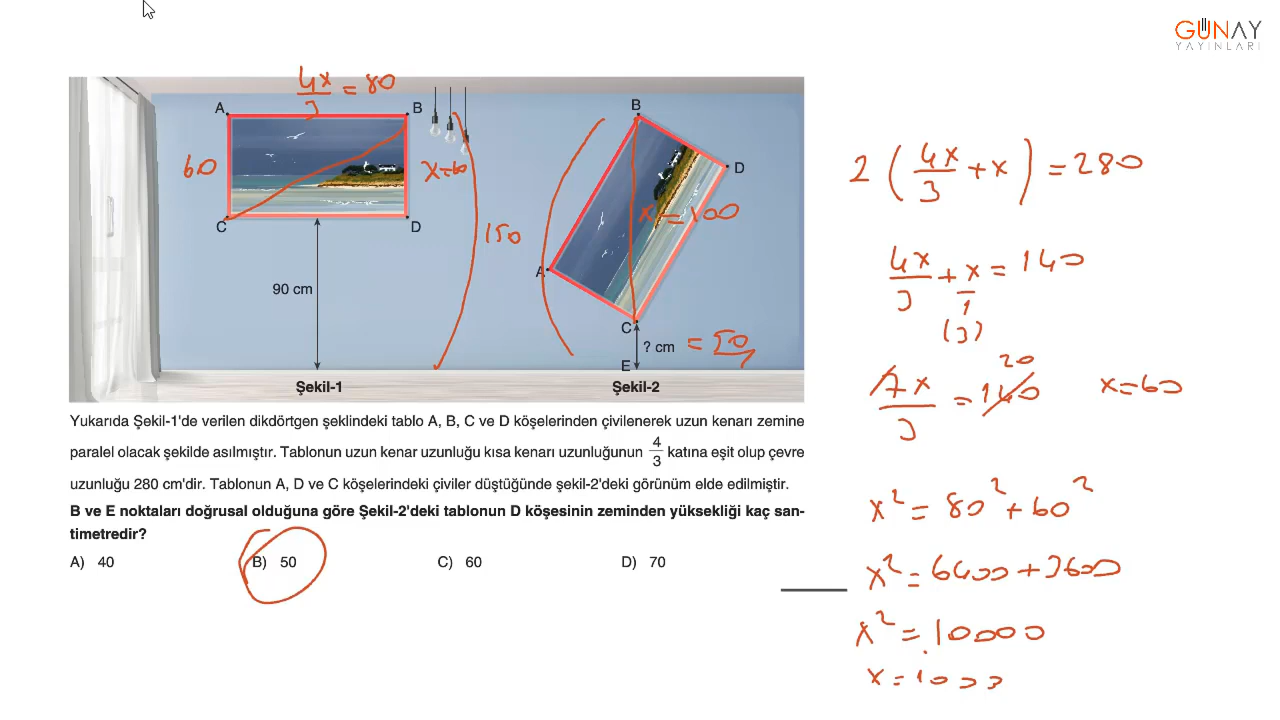 GÜNAY
YAYINLARI
4x/3 = 80
A
B
60
x=60
C
D
90 cm
150
Şekil-1
B
D
x = 100
A
C
? cm = 50
E
Şekil-2
Yukarıda Şekil-1'de verilen dikdörtgen şeklindeki tablo A, B, C ve D köşelerinden çivilenerek uzun kenarı zemine
paralel olacak şekilde asılmıştır. Tablonun uzun kenar uzunluğu kısa kenarı uzunluğunun 4/3 katına eşit olup çevre
uzunluğu 280 cm'dir. Tablonun A, D ve C köşelerindeki çiviler düştüğünde şekil-2'deki görünüm elde edilmiştir.
B ve E noktaları doğrusal olduğuna göre Şekil-2'deki tablonun D köşesinin zeminden yüksekliği kaç san-
timetredir?
A) 40 B) 50 C) 60 D) 70
2 (4x/3 + x) = 280
4x/3 + x/1 = 140
(3)
20
7x/3 = 140 x=60
x² = 80² + 60²
x² = 6400 + 3600
x² = 10000